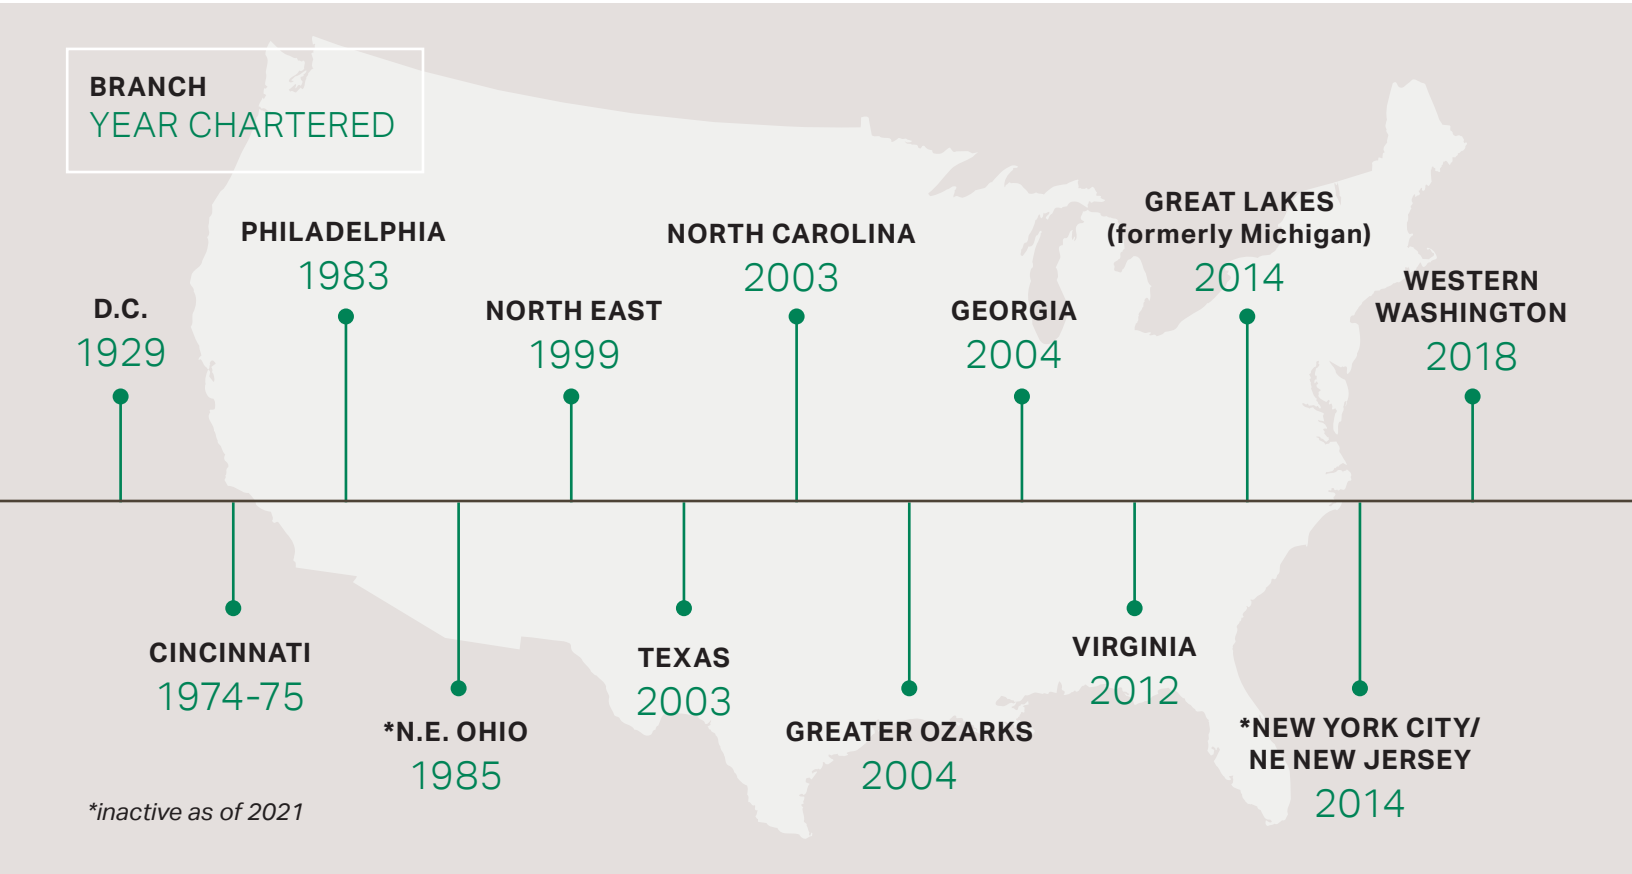 BRANCH
YEAR CHARTERED
D.C.
1929
CINCINNATI
1974-75
PHILADELPHIA
1983
*N.E. OHIO
1985
NORTH EAST
1999
TEXAS
2003
NORTH CAROLINA
2003
GREATER OZARKS
2004
GEORGIA
2004
VIRGINIA
2012
GREAT LAKES
(formerly Michigan)
2014
*NEW YORK CITY/
NE NEW JERSEY
2014
WESTERN
WASHINGTON
2018
*inactive as of 2021